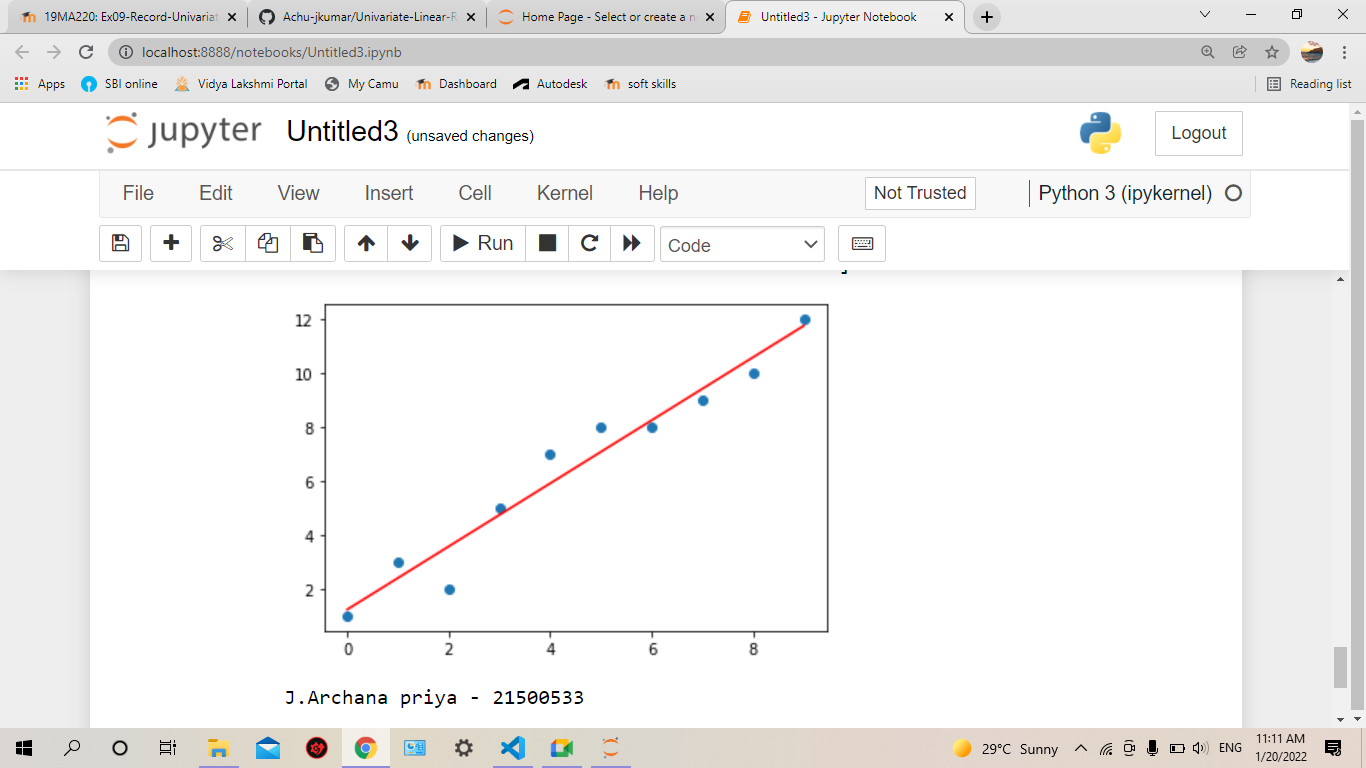 19MA220: Ex09-Record-Univariat
Achu-jkumar/Univariate-Linear-R
Home Page - Select or create a n
Untitled3 - Jupyter Notebook
localhost:8888/notebooks/Untitled3.ipynb
Apps
SBI online
Vidya Lakshmi Portal
My Camu
Dashboard
Autodesk
soft skills
Reading list
jupyter
Untitled3 (unsaved changes)
Logout
File Edit View Insert Cell Kernel Help
Not Trusted
Python 3 (ipykernel)
Run
Code
12
10
8
6
4
2
0 2 4 6 8
J.Archana priya - 21500533
29°C Sunny
ENG
11:11 AM
1/20/2022